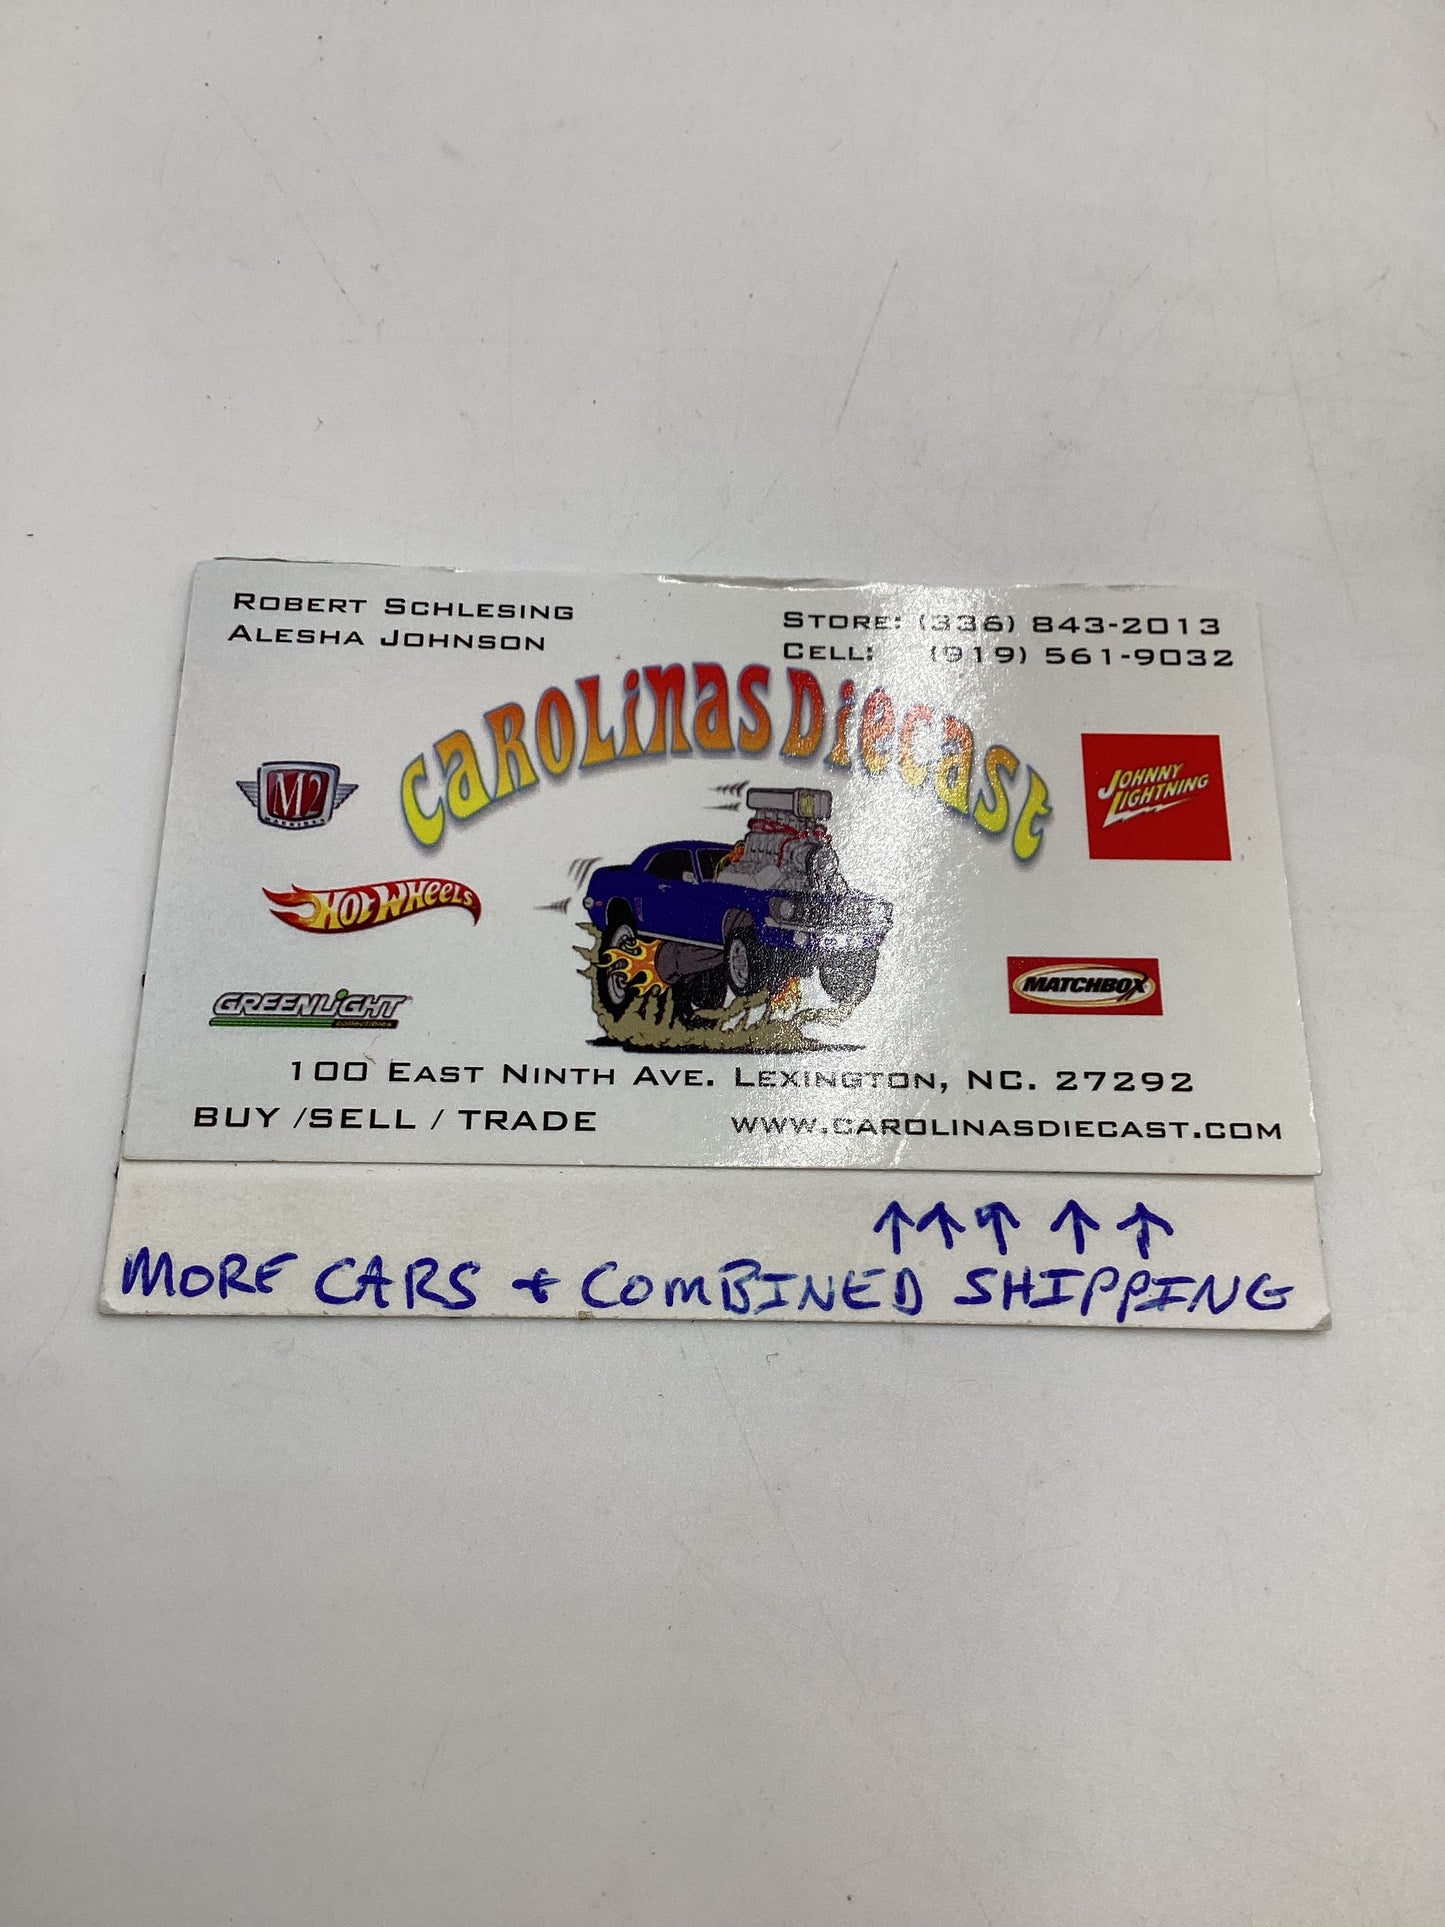 ROBERT SCHLESING
ALESHA JOHNSON
STORE: (336) 843-2013
CELL: (919) 561-9032
CAROLINAS DIECAST
M2
MACHINES
JOHNNY
LIGHTNING
HOT WHEELS
MATCHBOX
GREENLIGHT
collectibles
100 EAST NINTH AVE. LEXINGTON, NC. 27292
BUY /SELL / TRADE
WWW.CAROLINASDIECAST.COM
↑↑↑↑↑
MORE CARS + COMBINED SHIPPING